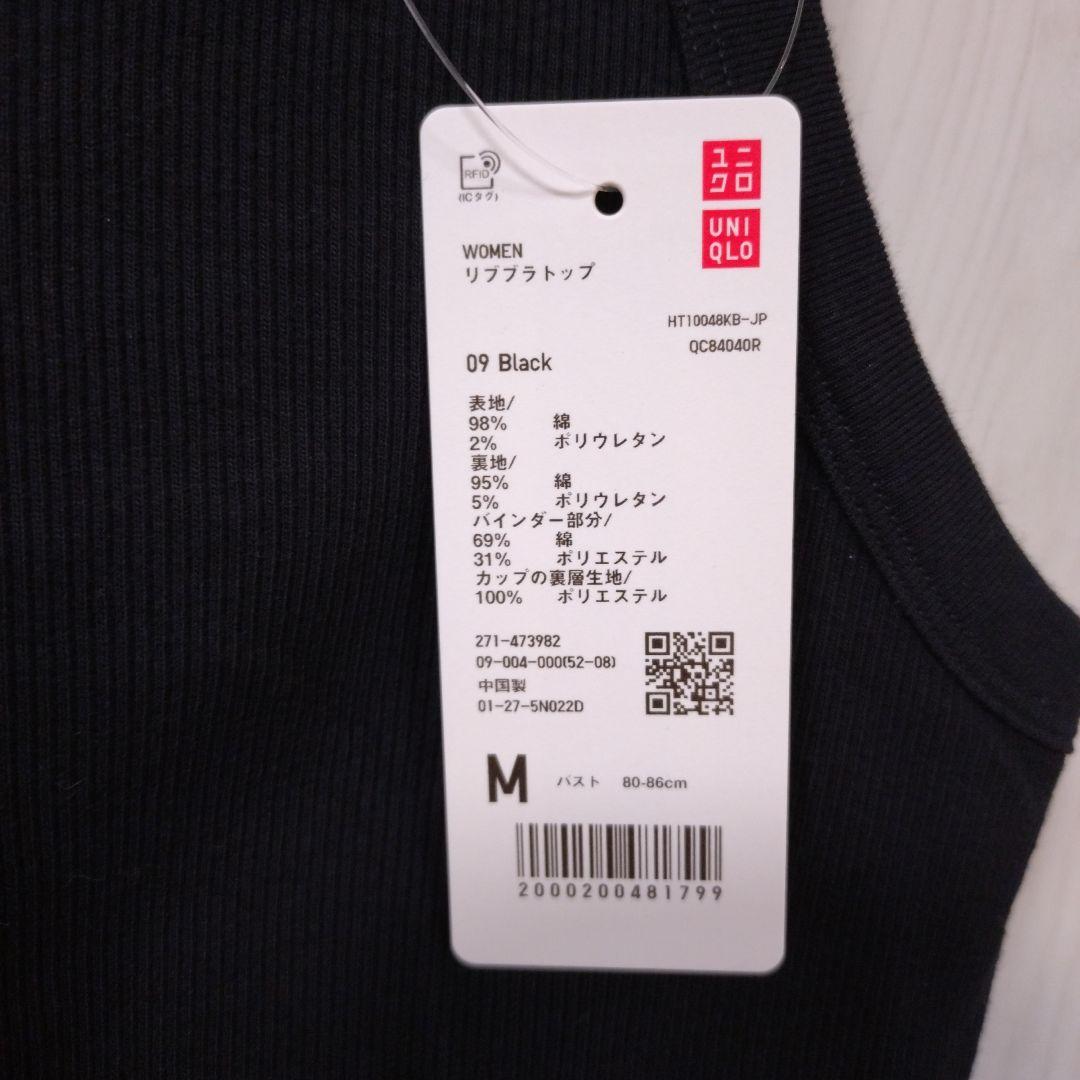 RFID
(ICタグ)
ユニ
クロ
UNI
QLO
WOMEN
リブブラトップ
HT10048KB-JP
QC84040R
09 Black
表地/
98% 綿
2% ポリウレタン
裏地/
95% 綿
5% ポリウレタン
バインダー部分/
69% 綿
31% ポリエステル
カップの裏層生地/
100% ポリエステル
271-473982
09-004-000(52-08)
中国製
01-27-5N022D
M バスト 80-86cm
2000200481799